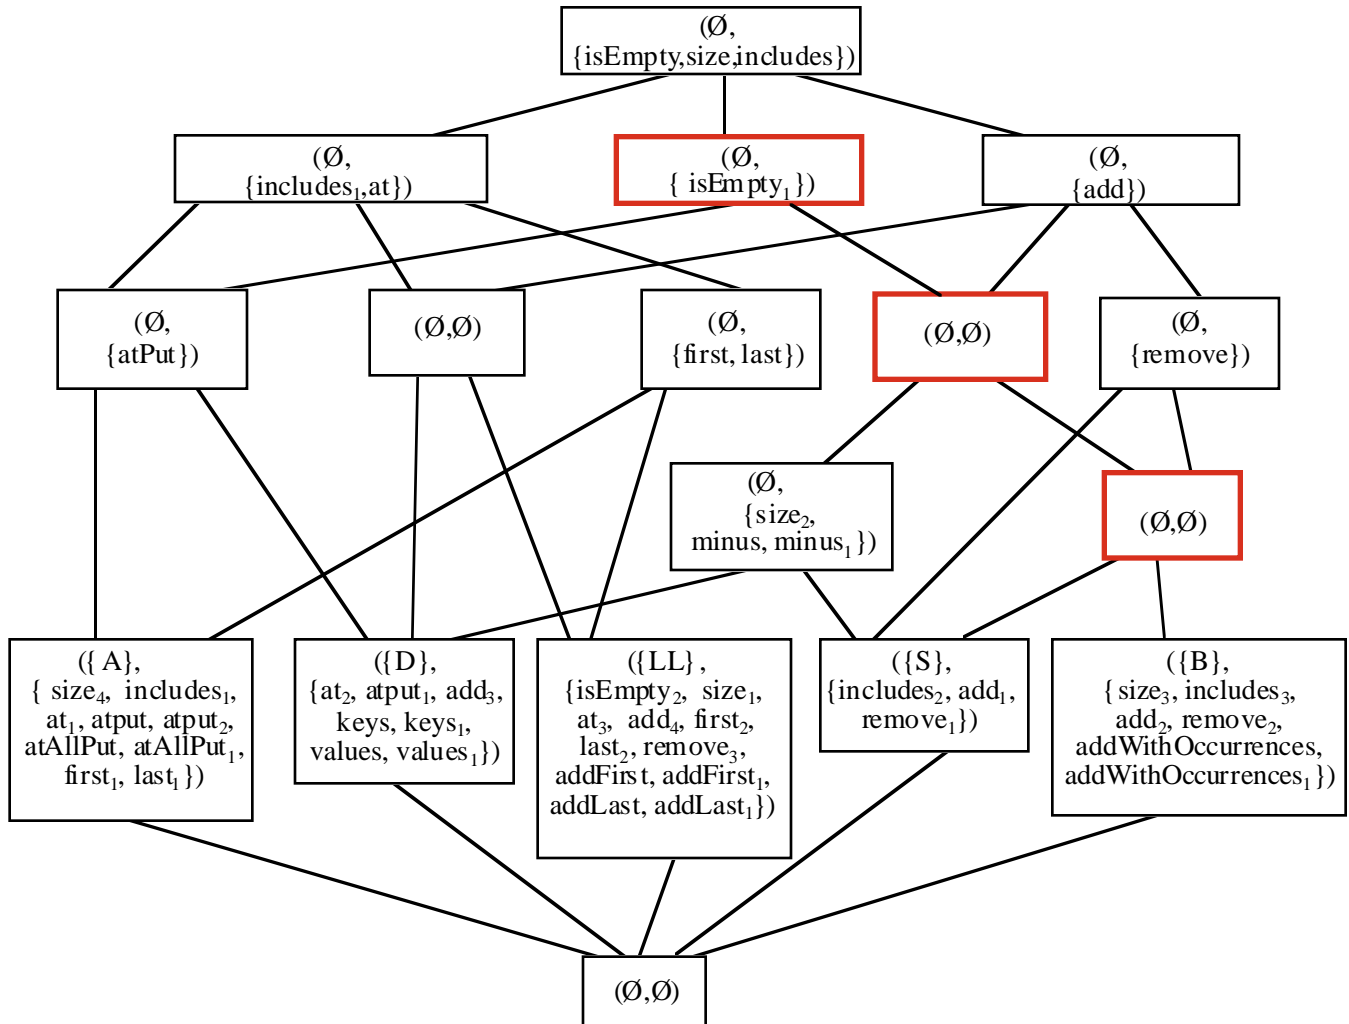 (Ø,
{isEmpty,size,includes})
(Ø,
{includes₁,at})
(Ø,
{ isEmpty₁})
(Ø,
{add})
(Ø,
{atPut})
(Ø,Ø)
(Ø,
{first, last})
(Ø,Ø)
(Ø,
{remove})
(Ø,
{size₂,
minus, minus₁})
(Ø,Ø)
({A},
{ size₄, includes₁,
at₁, atput, atput₂,
atAllPut, atAllPut₁,
first₁, last₁})
({D},
{at₂, atput₁, add₃,
keys, keys₁,
values, values₁})
({LL},
{isEmpty₂, size₁,
at₃, add₄, first₂,
last₂, remove₃,
addFirst, addFirst₁,
addLast, addLast₁})
({S},
{includes₂, add₁,
remove₁})
({B},
{ size₃, includes₃,
add₂, remove₂,
addWithOccurrences,
addWithOccurrences₁})
(Ø,Ø)